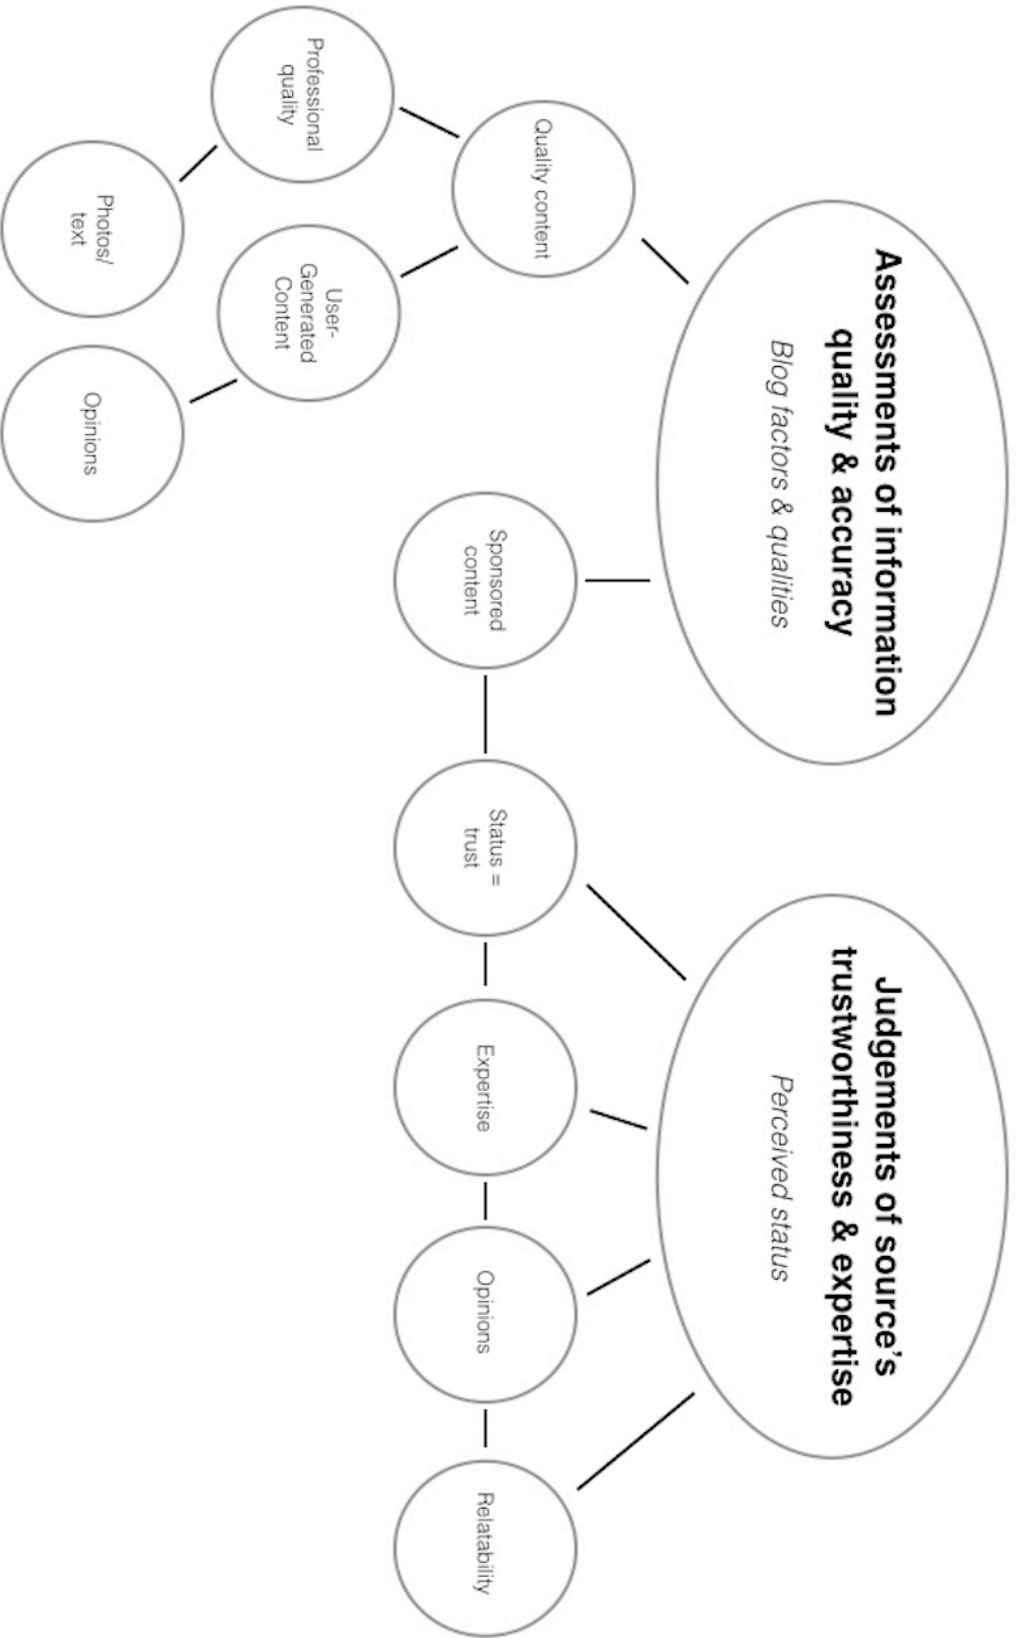 Assessments of information
quality & accuracy
Blog factors & qualities
Judgements of source’s
trustworthiness & expertise
Perceived status
Quality content
Sponsored
content
Status =
trust
Expertise
Opinions
Relatability
Professional
quality
User-
Generated
Content
Photos/
text
Opinions